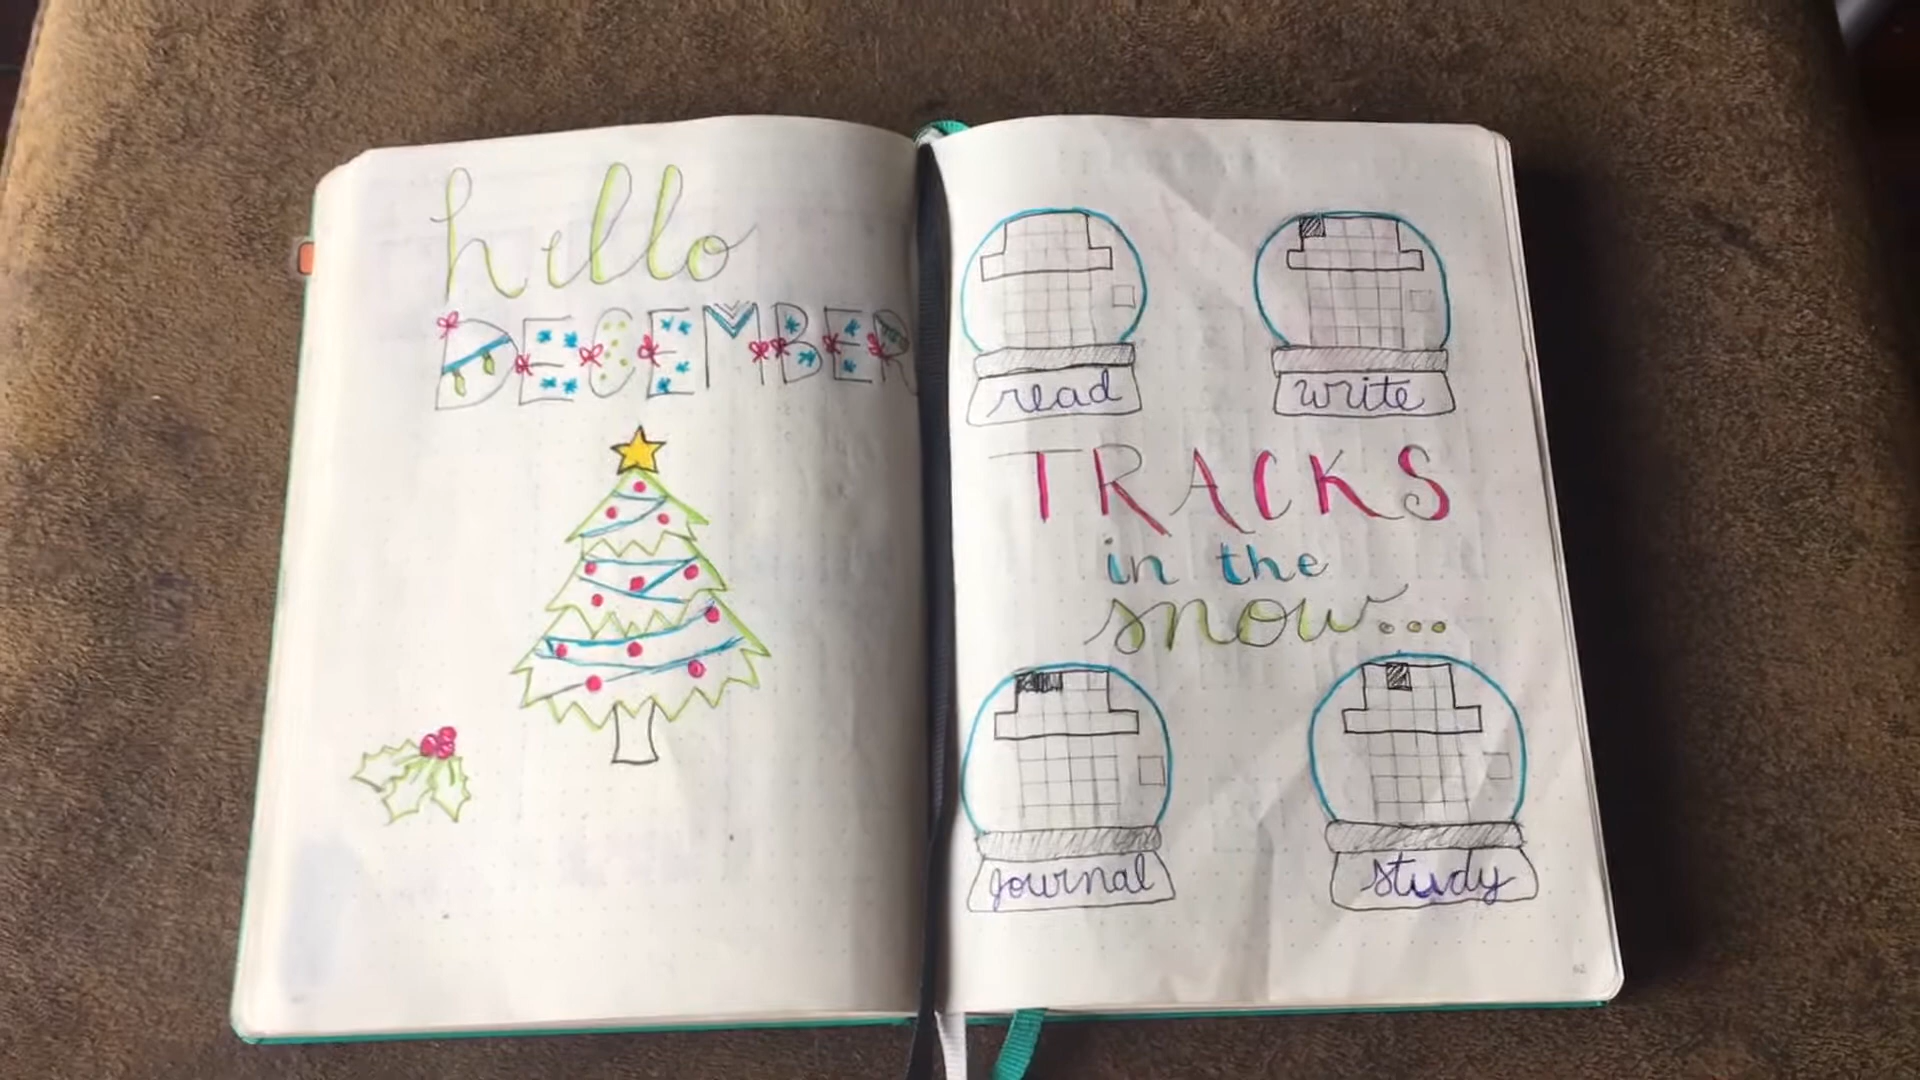 hello
DECEMBER
read
write
TRACKS
in the
snow...
journal
study